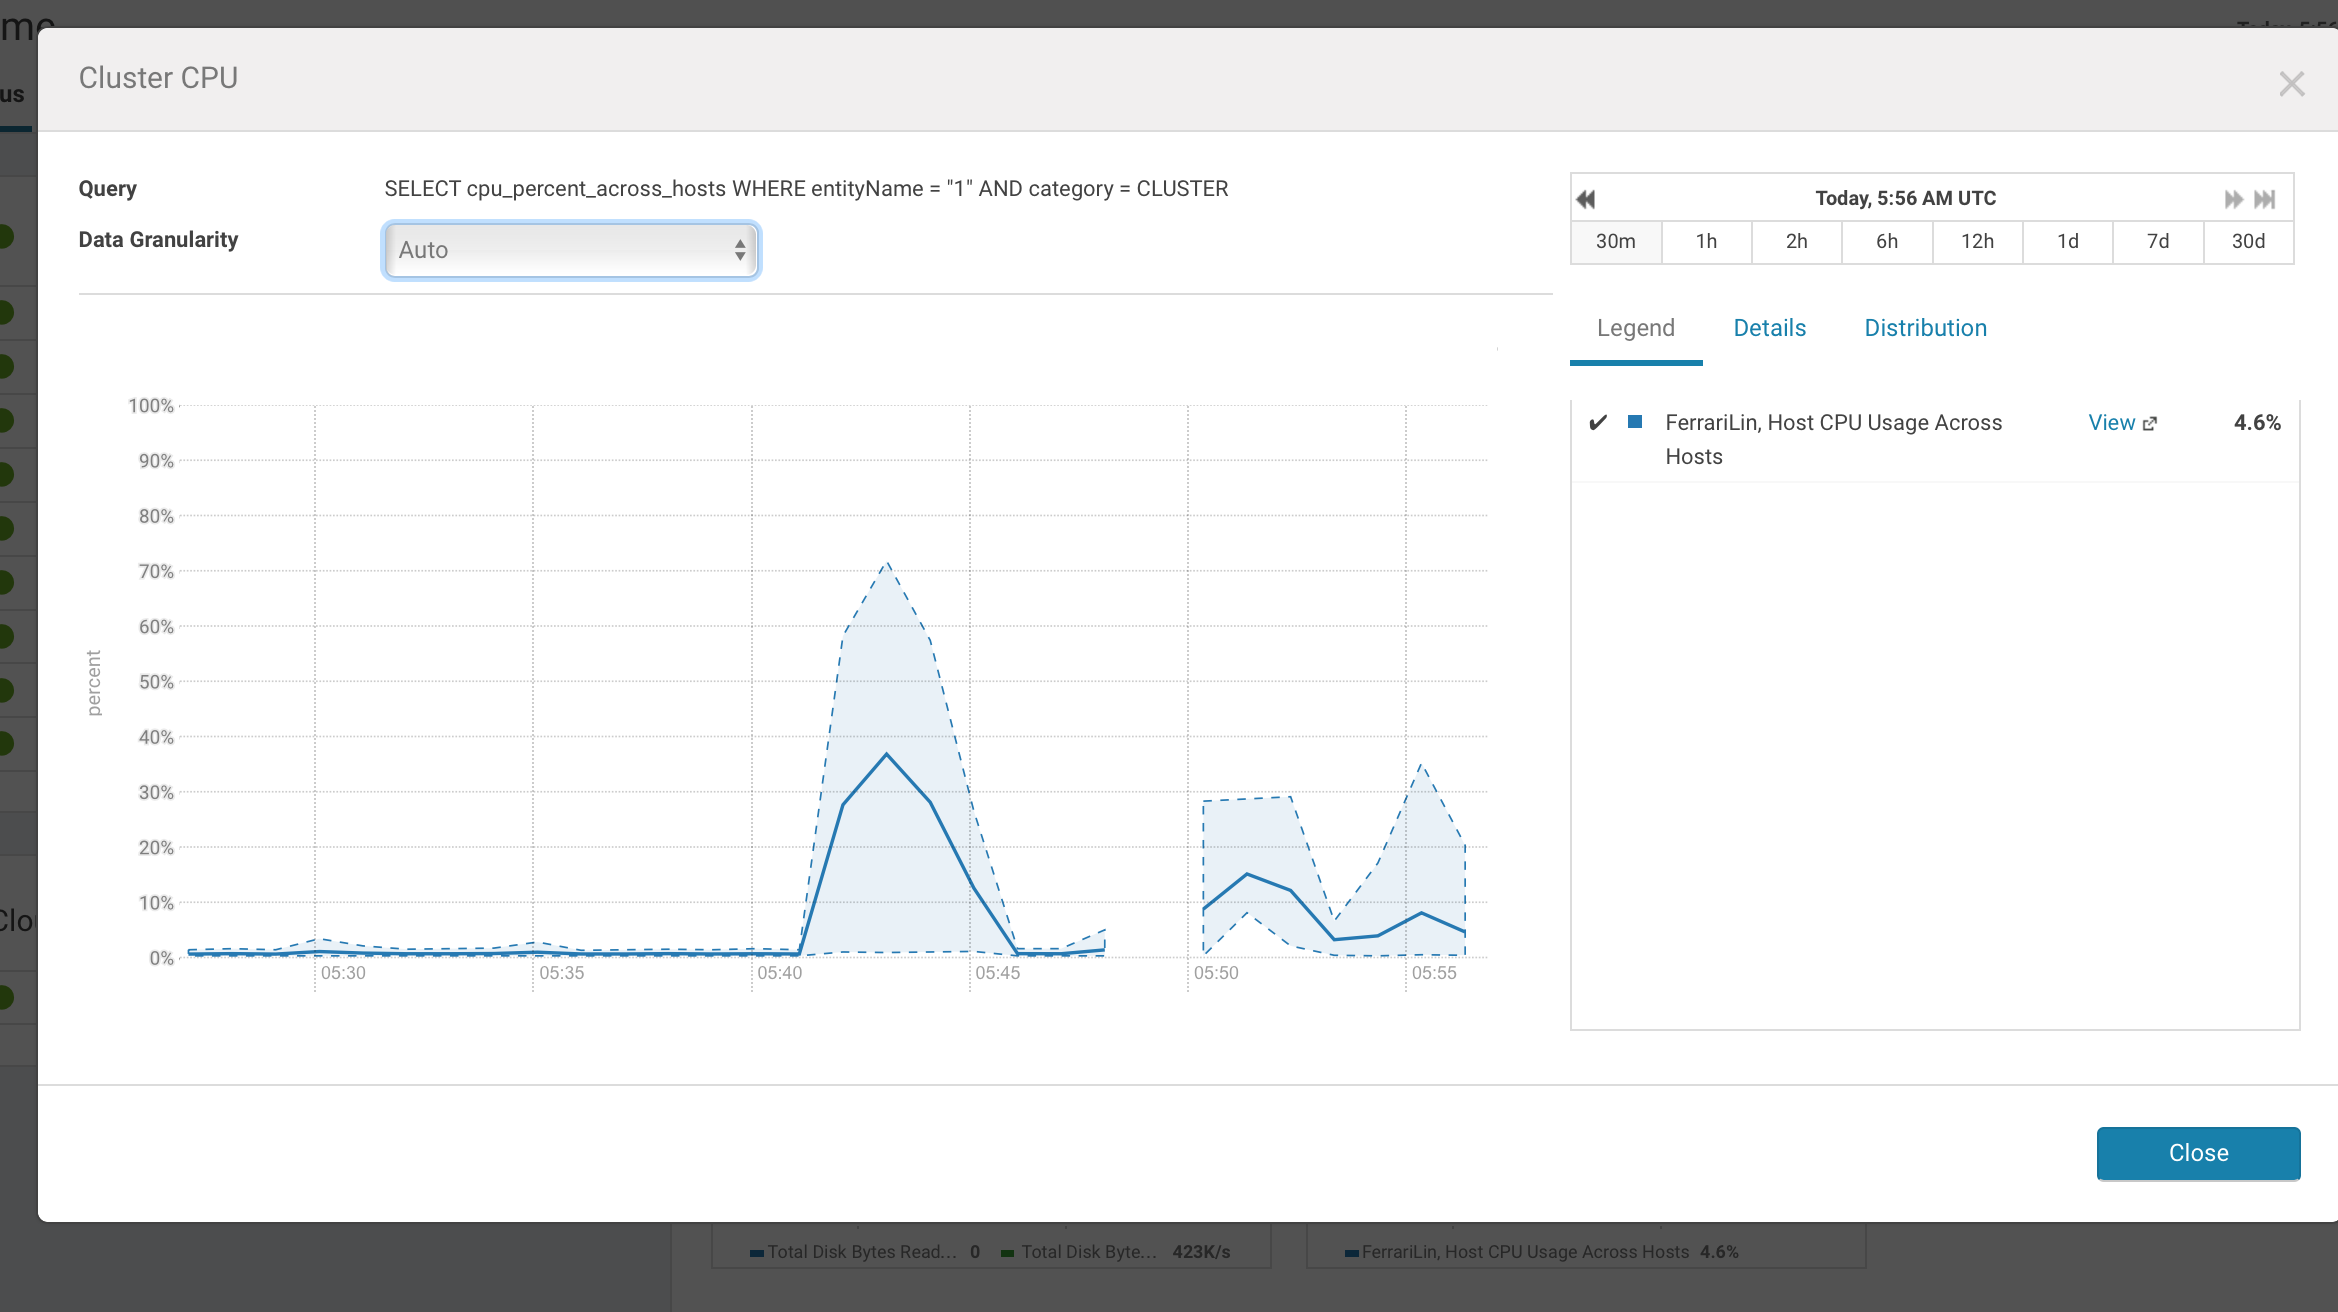 Cluster CPU
Query SELECT cpu_percent_across_hosts WHERE entityName = "1" AND category = CLUSTER
Data Granularity Auto
Today, 5:56 AM UTC
30m 1h 2h 6h 12h 1d 7d 30d
Legend Details Distribution
FerrariLin, Host CPU Usage Across View 4.6%
Hosts
percent
100%
90%
80%
70%
60%
50%
40%
30%
20%
10%
0%
05:30 05:35 05:40 05:45 05:50 05:55
Close
Total Disk Bytes Read... 0 Total Disk Byte... 423K/s
FerrariLin, Host CPU Usage Across Hosts 4.6%